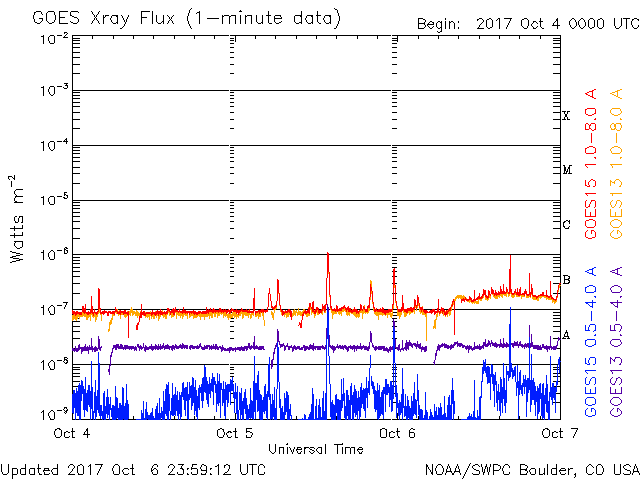 GOES Xray Flux (1-minute data)
Begin: 2017 Oct 4 0000 UTC
10⁻²
10⁻³
10⁻⁴
10⁻⁵
10⁻⁶
10⁻⁷
10⁻⁸
10⁻⁹
Watts m⁻²
X
M
C
B
A
GOES15 1.0-8.0 A
GOES13 1.0-8.0 A
GOES15 0.5-4.0 A
GOES13 0.5-4.0 A
Oct 4
Oct 5
Oct 6
Oct 7
Universal Time
Updated 2017 Oct 6 23:59:12 UTC
NOAA/SWPC Boulder, CO USA